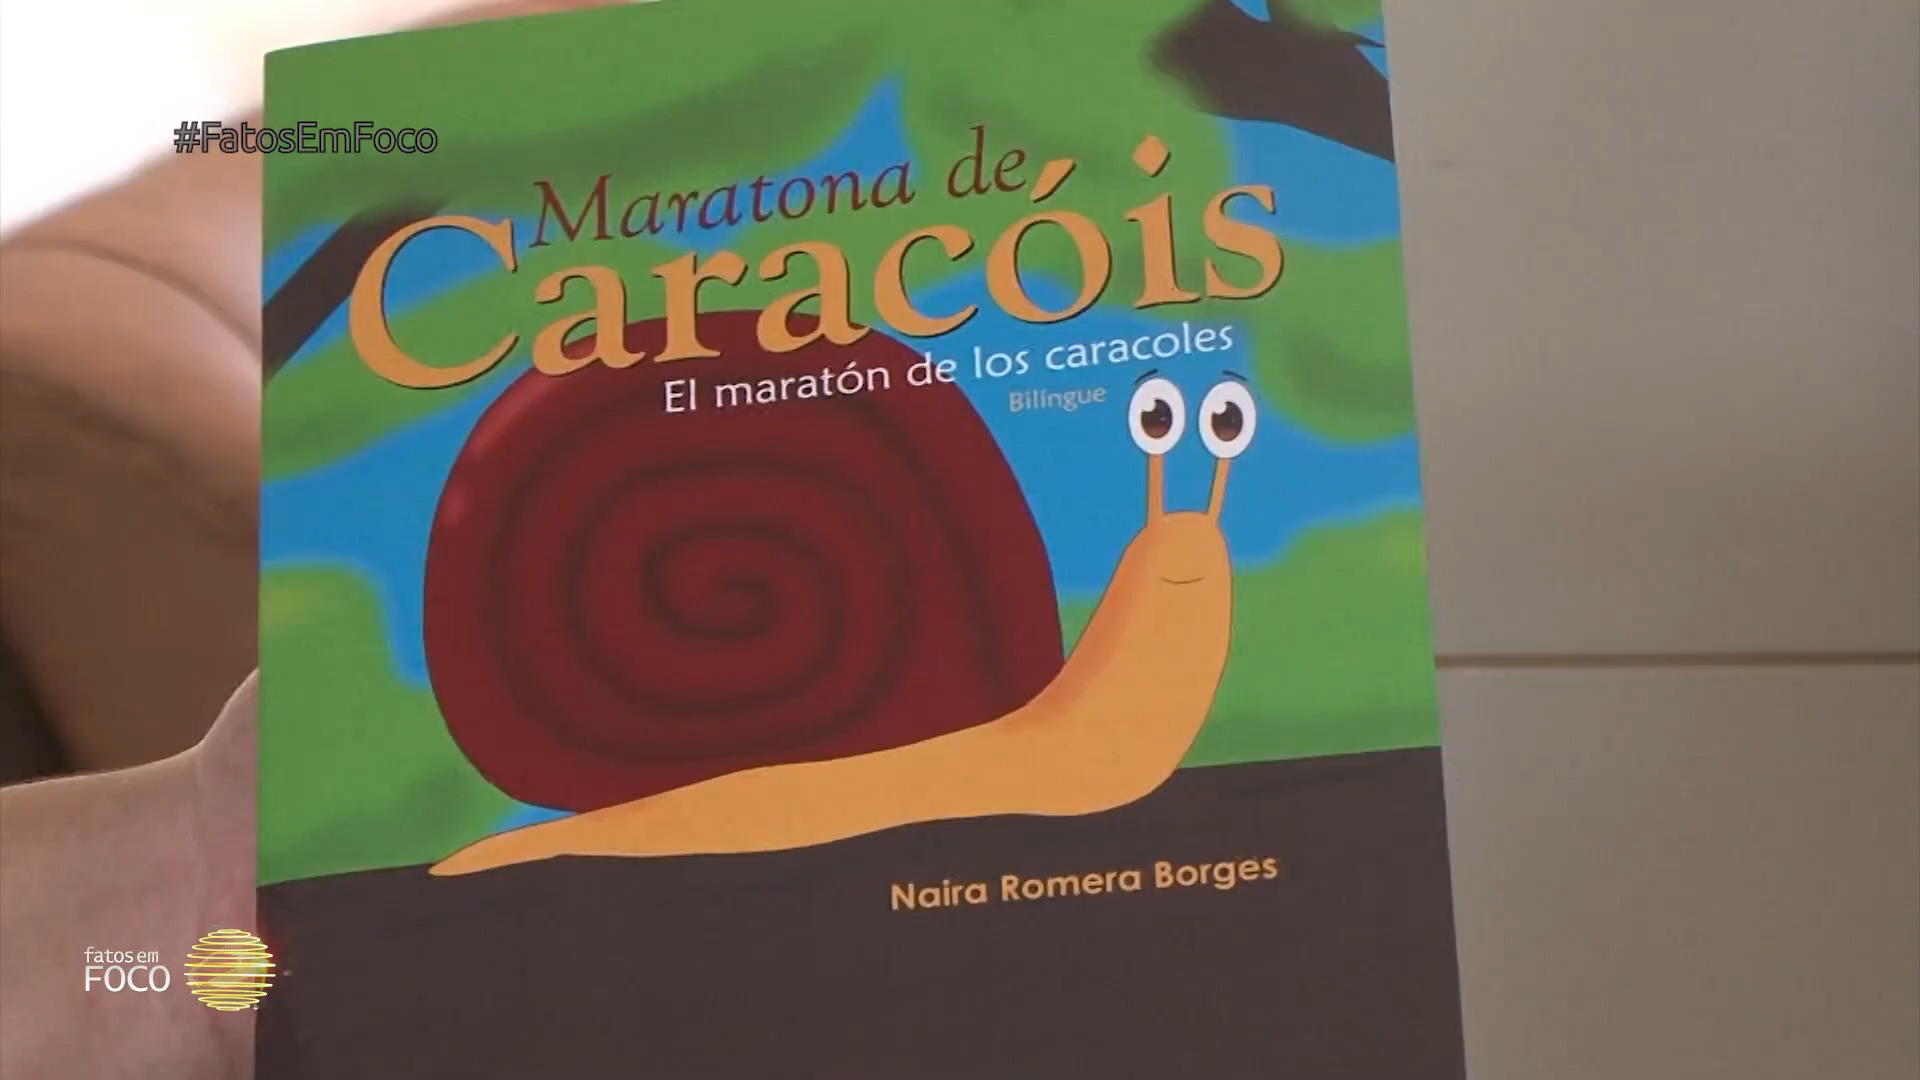 #FatosEmFoco
Maratona de
Caracóis
El maratón de los caracoles
Bilíngue
Naira Romera Borges
fatos em
FOCO